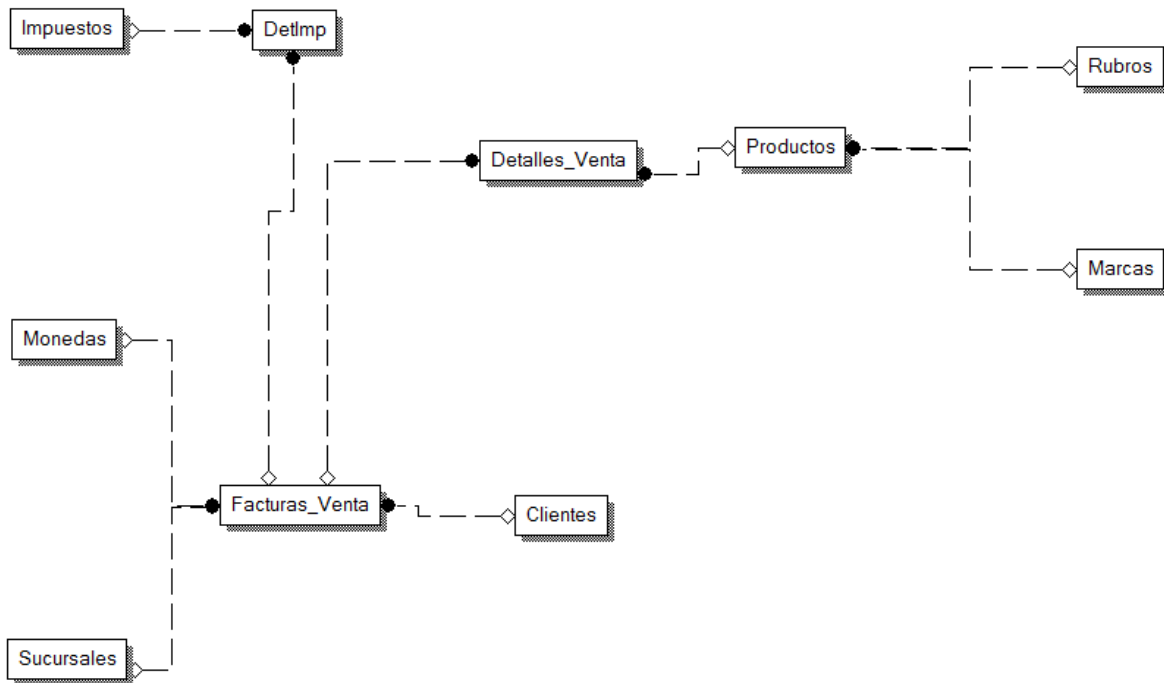 Impuestos
DetImp
Rubros
Detalles_Venta
Productos
Marcas
Monedas
Facturas_Venta
Clientes
Sucursales